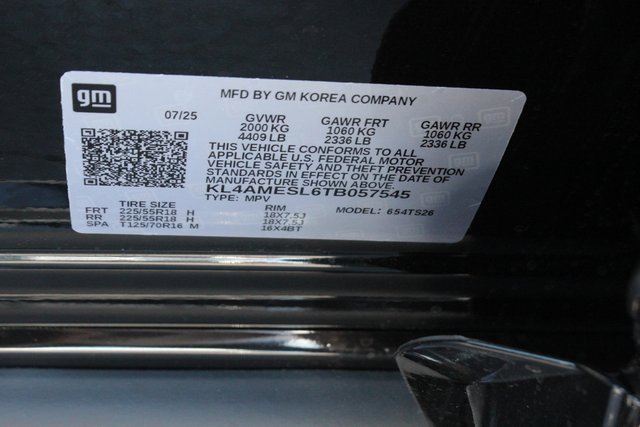 gm
MFD BY GM KOREA COMPANY
07/25 GVWR GAWR FRT GAWR RR
2000 KG 1060 KG 1060 KG
4409 LB 2336 LB 2336 LB
THIS VEHICLE CONFORMS TO ALL
APPLICABLE U.S. FEDERAL MOTOR
VEHICLE SAFETY AND THEFT PREVENTION
STANDARDS IN EFFECT ON THE DATE OF
MANUFACTURE SHOWN ABOVE.
KL4AMESL6TB057545
TYPE: MPV
TIRE SIZE RIM MODEL: 654TS26
FRT 225/55R18 H 18X7.5J
RR 225/55R18 H 18X7.5J
SPA T125/70R16 M 16X4BT